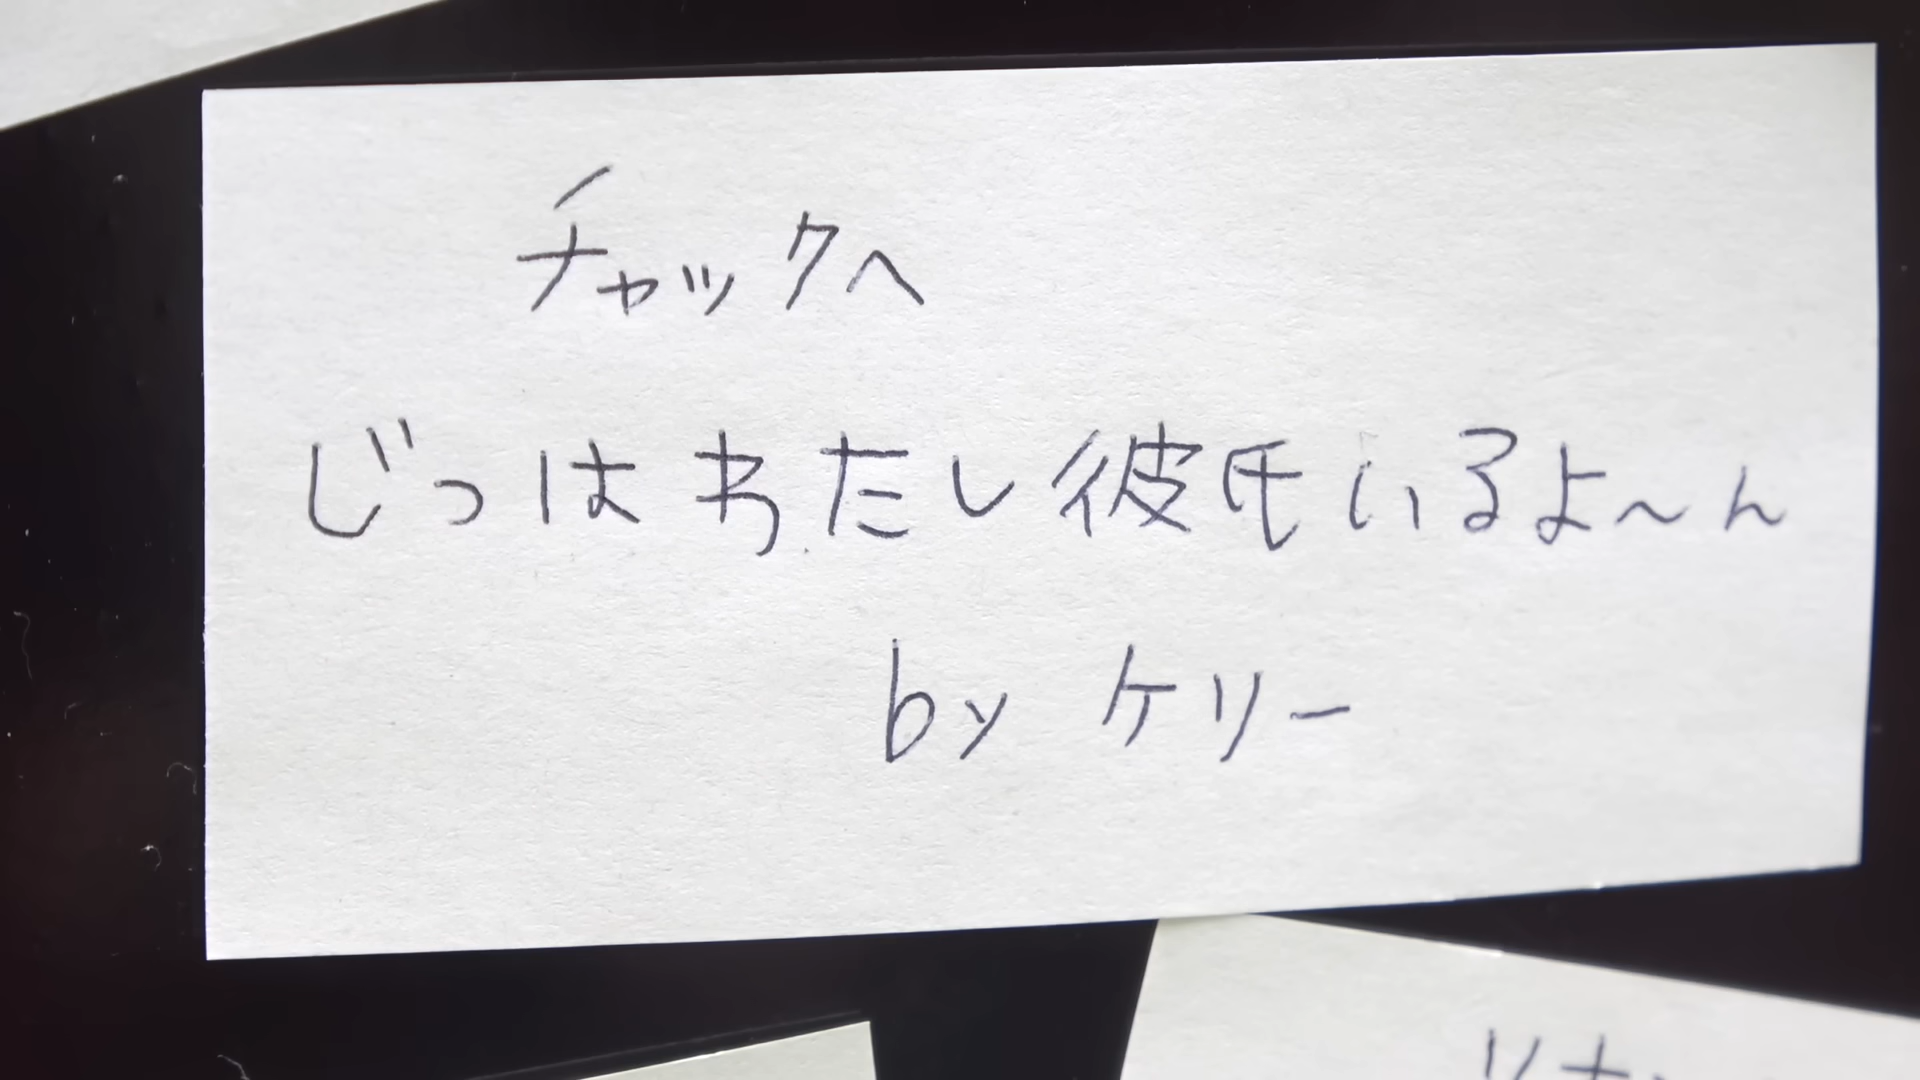 チャックへ
じつはわたし彼氏いるよ～ん
by ケリー